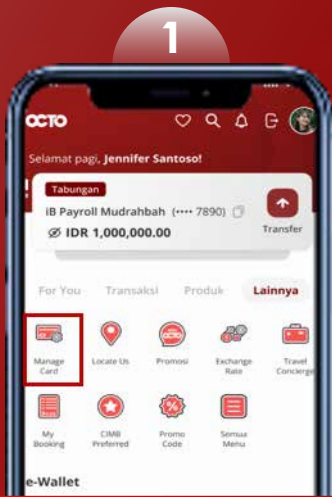 1
OCTO
Selamat pagi, Jennifer Santoso!
Tabungan
iB Payroll Mudrahbah (•••• 7890)
IDR 1,000,000.00
Transfer
For You Transaksi Produk Lainnya
Manage Card
Locate Us
Promosi
Exchange Rate
Travel Concierge
My Booking
CIMB Preferred
Promo Code
Semua Menu
e-Wallet